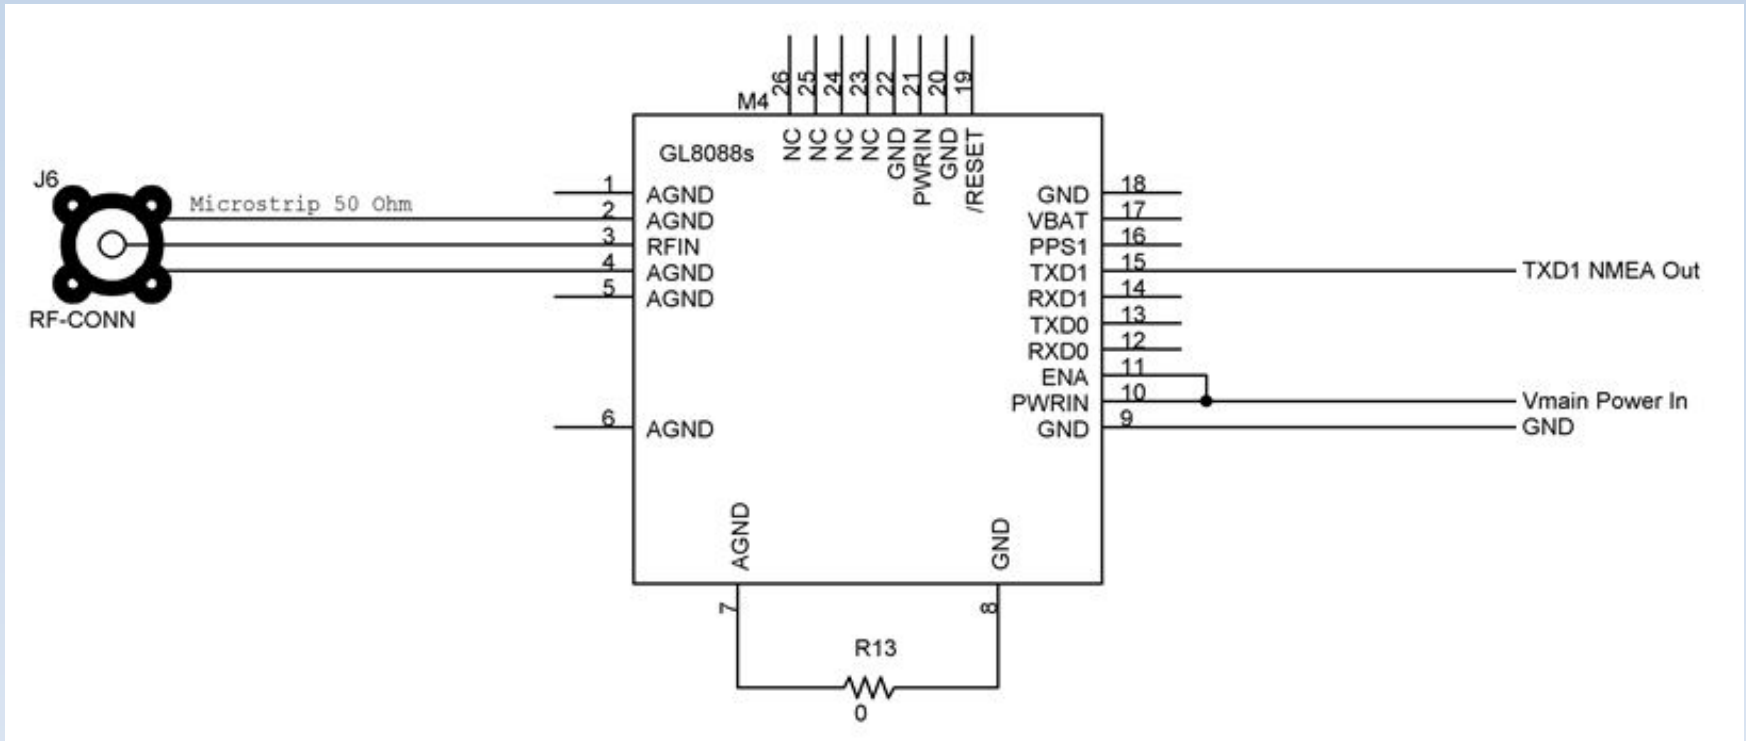 26 25 24 23 22 21 20 19
M4
NC NC NC NC GND PWRIN GND /RESET
GL8088s
J6
Microstrip 50 Ohm
RF-CONN
1 AGND
2 AGND
3 RFIN
4 AGND
5 AGND
6 AGND
GND 18
VBAT 17
PPS1 16
TXD1 15 TXD1 NMEA Out
RXD1 14
TXD0 13
RXD0 12
ENA 11
PWRIN 10 Vmain Power In
GND 9 GND
AGND GND
7 8
R13
0